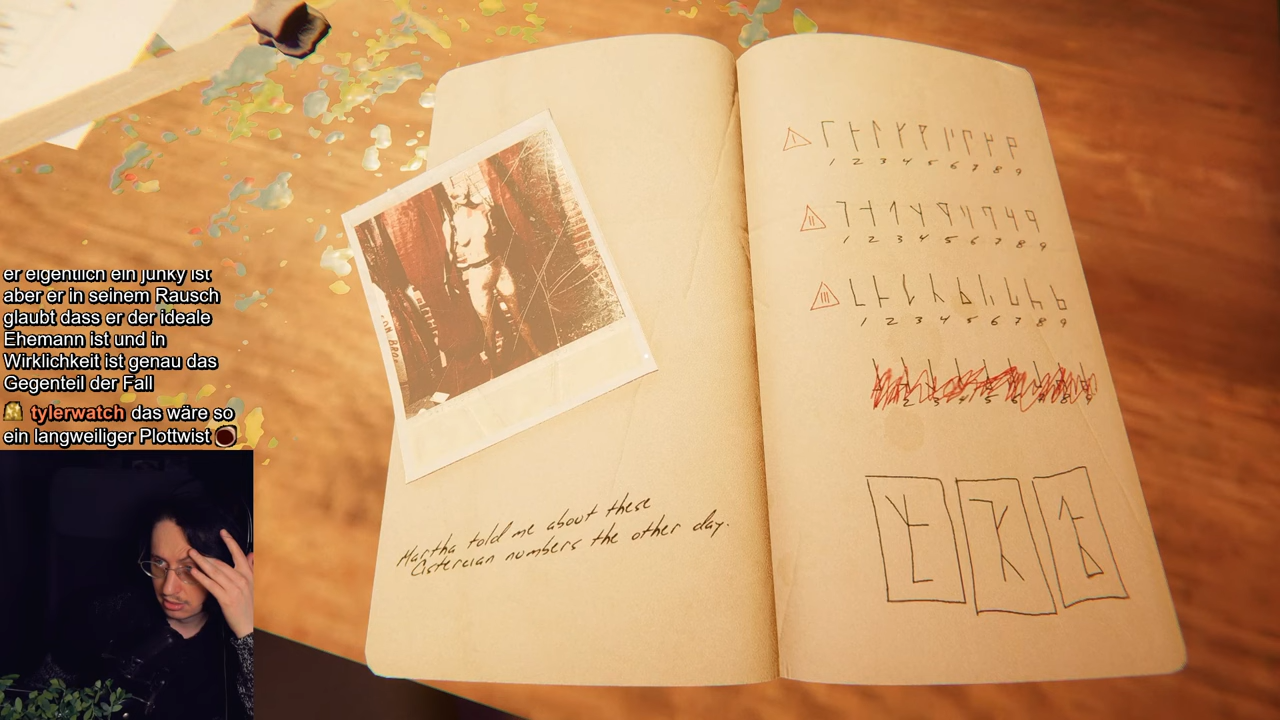 er eigentlich ein junky ist
aber er in seinem Rausch
glaubt dass er der ideale
Ehemann ist und in
Wirklichkeit ist genau das
Gegenteil der Fall
tylerwatch das wäre so
ein langweiliger Plottwist
Martha told me about these
Cistercian numbers the other day.
I
1 2 3 4 5 6 7 8 9
II
1 2 3 4 5 6 7 8 9
III
1 2 3 4 5 6 7 8 9